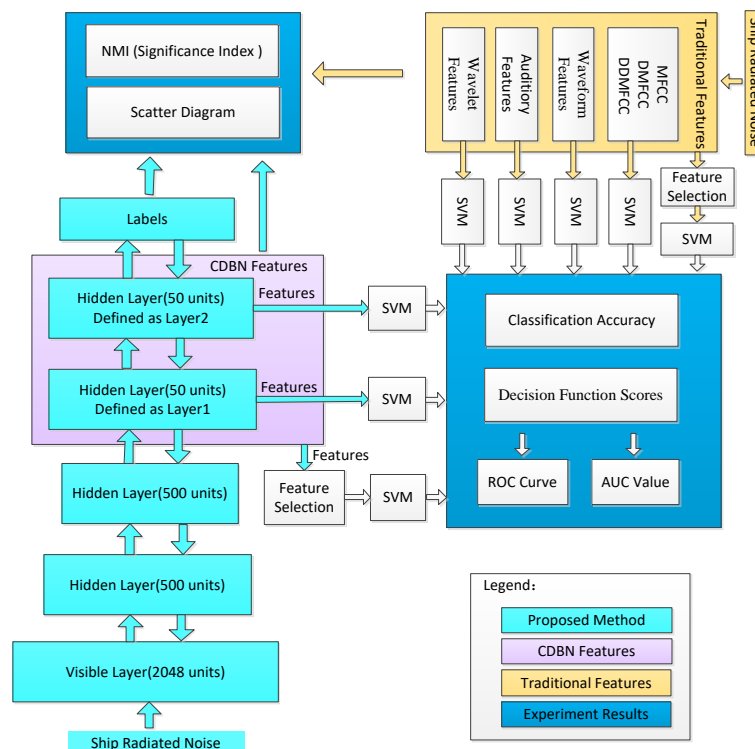 NMI (Significance Index )
Scatter Diagram
Wavelet
Features
Auditiory
Features
Waveform
Features
MFCC
DMFCC
DDMFCC
Traditional Features
Ship Radiated Noise
SVM
SVM
SVM
SVM
Feature
Selection
SVM
Labels
CDBN Features
Hidden Layer(50 units)
Defined as Layer2
Features
SVM
Hidden Layer(50 units)
Defined as Layer1
Features
SVM
Features
Feature
Selection
SVM
Classification Accuracy
Decision Function Scores
ROC Curve
AUC Value
Hidden Layer(500 units)
Hidden Layer(500 units)
Visible Layer(2048 units)
Ship Radiated Noise
Legend：
Proposed Method
CDBN Features
Traditional Features
Experiment Results